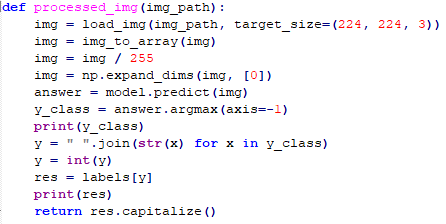 def processed_img(img_path):
    img = load_img(img_path, target_size=(224, 224, 3))
    img = img_to_array(img)
    img = img / 255
    img = np.expand_dims(img, [0])
    answer = model.predict(img)
    y_class = answer.argmax(axis=-1)
    print(y_class)
    y = " ".join(str(x) for x in y_class)
    y = int(y)
    res = labels[y]
    print(res)
    return res.capitalize()